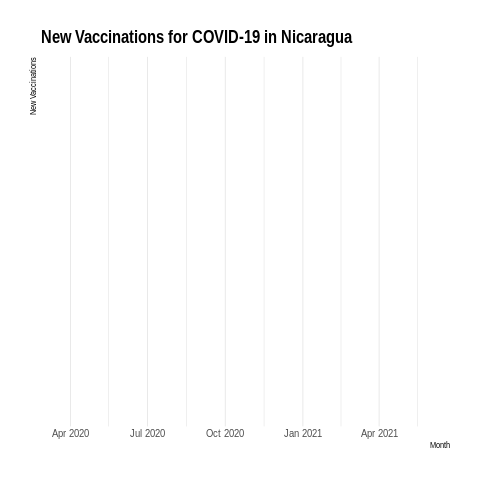 New Vaccinations for COVID-19 in Nicaragua
New Vaccinations
Apr 2020
Jul 2020
Oct 2020
Jan 2021
Apr 2021
Month